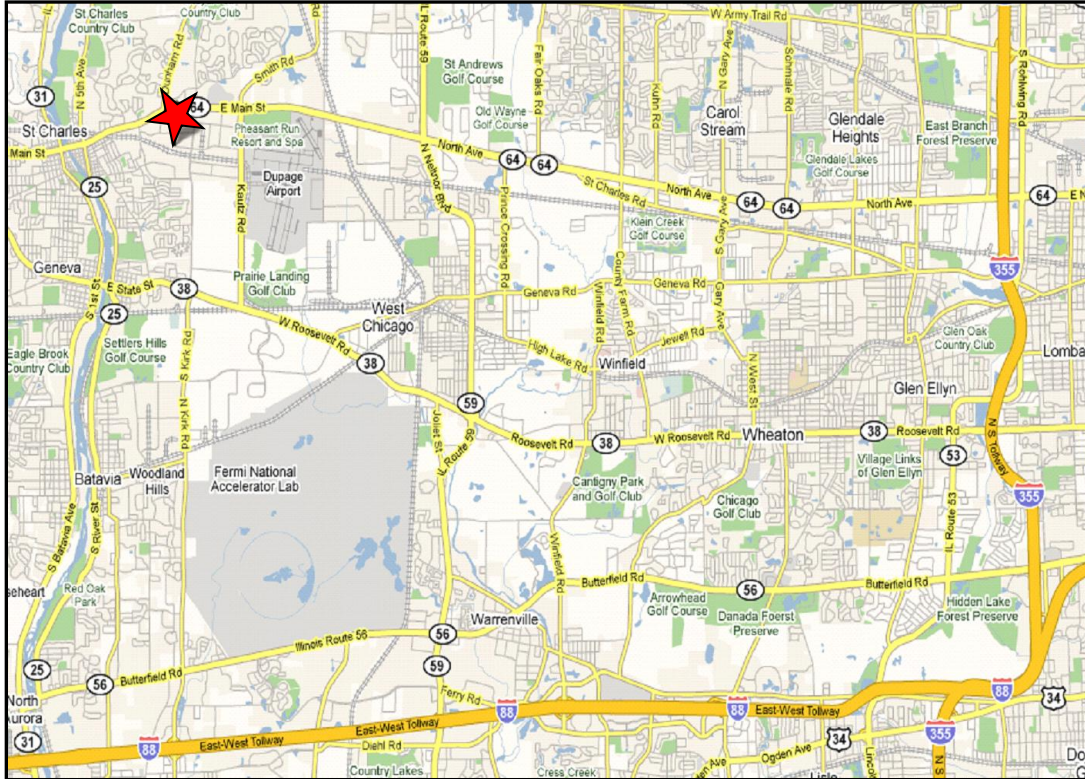 St Charles
Country Club
Country Club
N 5th Ave
Smith Rd
IL Route 59
St Andrews
Golf Course
Fair Oaks Rd
W Army Trail Rd
N Gary Ave
Schmale Rd
S Rohlwing Rd
31
64
E Main St
Old Wayne
Golf Course
Kuhn Rd
Carol
Stream
Glendale
Heights
East Branch
Forest Preserve
St Charles
Main St
Pheasant Run
Resort and Spa
North Ave
64
64
Glendale Lakes
Golf Course
25
Dupage
Airport
N Neltnor Blvd
St Charles Rd
North Ave
64
64
North Ave
64
E N
Kautz Rd
Prince Crossing Rd
Klein Creek
Golf Club
S Gary Ave
Geneva
E State St
38
Prairie Landing
Golf Club
County Farm Rd
355
S 1st St
25
West
Chicago
Geneva Rd
Winfield Rd
Geneva Rd
Gary Ave
Settlers Hills
Golf Course
S Kirk Rd
W Roosevelt Rd
Jewell Rd
Glen Oak
Country Club
Eagle Brook
Country Club
38
High Lake Rd
Winfield
N West St
Lomba
N Kirk Rd
59
Glen Ellyn
Joliet St
IL Route 59
Roosevelt Rd
38
W Roosevelt Rd
Wheaton
38
Roosevelt Rd
N S Tollway
Batavia
Woodland
Hills
Fermi National
Accelerator Lab
Cantigny Park
and Golf Club
Village Links
of Glen Ellyn
53
Chicago
Golf Club
355
S Batavia Ave
S River St
IL Route 53
Winfield Rd
Butterfield Rd
56
Butterfield Rd
seheart
Red Oak
Park
Arrowhead
Golf Course
Danada Foerst
Preserve
Hidden Lake
Forest Preserve
Warrenville
Illinois Route 56
56
25
56
Butterfield Rd
59
Ferry Rd
88
34
North
Aurora
31
88
East-West Tollway
East-West Tollway
88
88
East-West Tollway
355
Diehl Rd
34
Ogden Ave
Country Lakes
Cress Creek
Lisle
N S